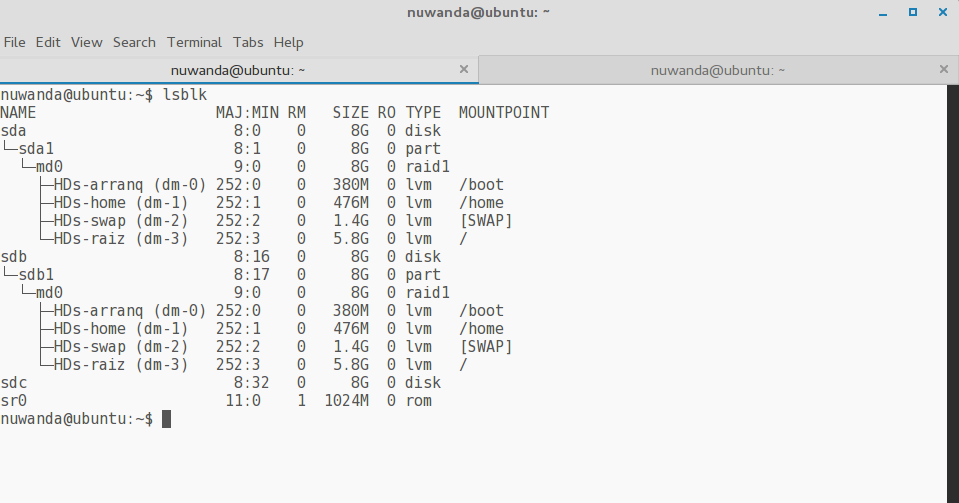 nuwanda@ubuntu: ~
File Edit View Search Terminal Tabs Help
nuwanda@ubuntu: ~ × nuwanda@ubuntu: ~ ×
nuwanda@ubuntu:~$ lsblk
NAME                    MAJ:MIN RM   SIZE RO TYPE  MOUNTPOINT
sda                       8:0    0     8G  0 disk
└─sda1                    8:1    0     8G  0 part
  └─md0                   9:0    0     8G  0 raid1
    ├─HDs-arranq (dm-0) 252:0    0   380M  0 lvm   /boot
    ├─HDs-home (dm-1)   252:1    0   476M  0 lvm   /home
    ├─HDs-swap (dm-2)   252:2    0   1.4G  0 lvm   [SWAP]
    └─HDs-raiz (dm-3)   252:3    0   5.8G  0 lvm   /
sdb                       8:16   0     8G  0 disk
└─sdb1                    8:17   0     8G  0 part
  └─md0                   9:0    0     8G  0 raid1
    ├─HDs-arranq (dm-0) 252:0    0   380M  0 lvm   /boot
    ├─HDs-home (dm-1)   252:1    0   476M  0 lvm   /home
    ├─HDs-swap (dm-2)   252:2    0   1.4G  0 lvm   [SWAP]
    └─HDs-raiz (dm-3)   252:3    0   5.8G  0 lvm   /
sdc                       8:32   0     8G  0 disk
sr0                      11:0    1  1024M  0 rom
nuwanda@ubuntu:~$